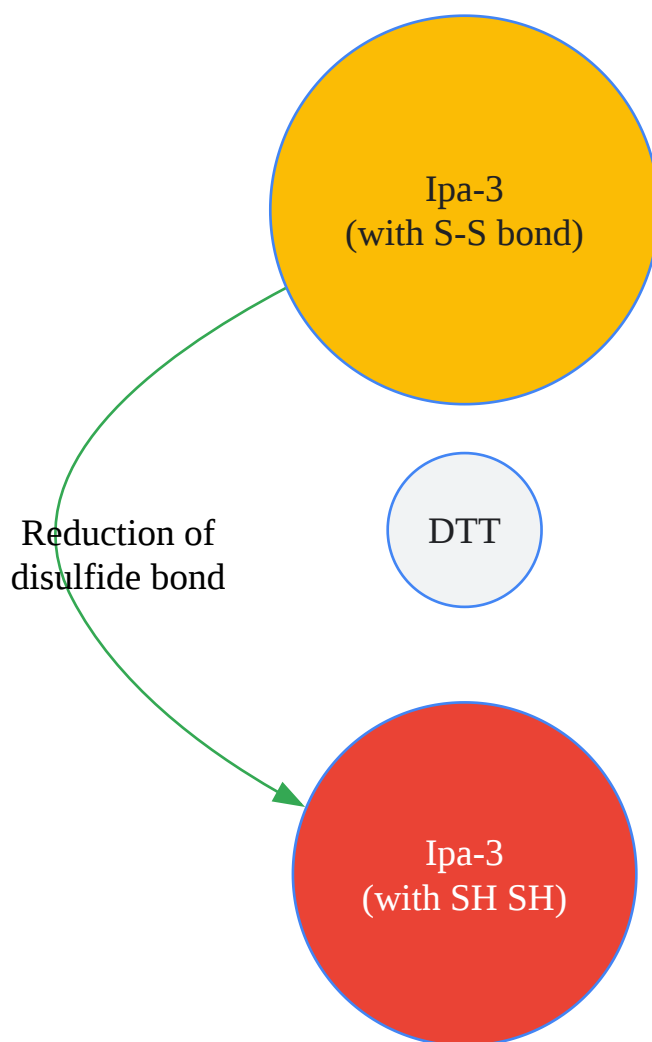 Ipa-3
(with S-S bond)
DTT
Reduction of
disulfide bond
Ipa-3
(with SH SH)